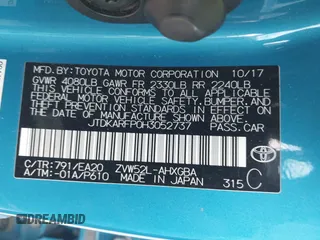 MFD. BY: TOYOTA MOTOR CORPORATION 10/17
GVWR 4080LB GAWR FR 2330LB RR 2240LB
THIS VEHICLE CONFORMS TO ALL APPLICABLE
FEDERAL MOTOR VEHICLE SAFETY, BUMPER, AND
THEFT PREVENTION STANDARDS IN EFFECT ON
THE DATE OF MANUFACTURE SHOWN ABOVE.
JTDKARFP0H3052737
PASS. CAR
C/TR: 791/EA20 ZVW52L-AHXGBA
A/TM: -01A/P610 MADE IN JAPAN 315 C
TOYOTA
DREAMBID